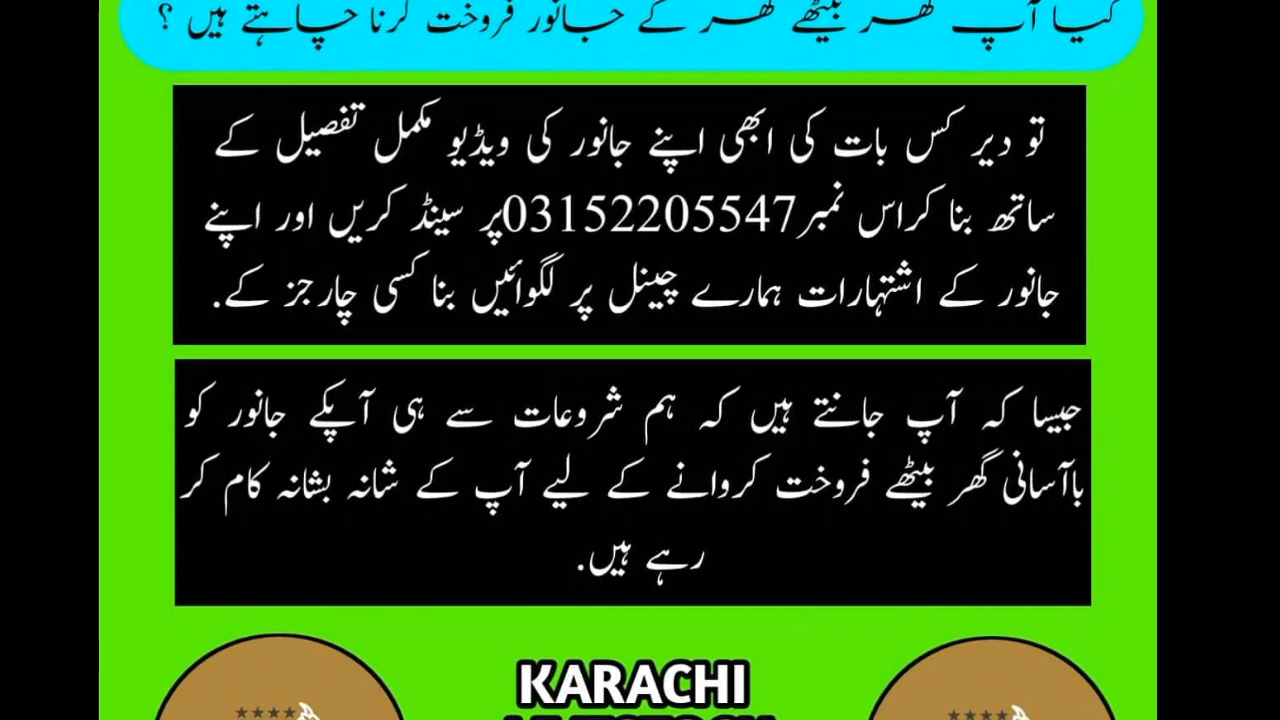 کیا آپ گھر بیٹھے گھر کے جانور فروخت کرنا چاہتے ہیں ؟
تو دیر کس بات کی ابھی اپنے جانور کی ویڈیو مکمل تفصیل کے
ساتھ بنا کراس نمبر03152205547پر سینڈ کریں اور اپنے
جانور کے اشتہارات ہمارے چینل پر لگوائیں بنا کسی چارجز کے.
جیسا کہ آپ جانتے ہیں کہ ہم شروعات سے ہی آپکے جانور کو
باآسانی گھر بیٹھے فروخت کروانے کے لیے آپ کے شانہ بشانہ کام کر
رہے ہیں.
KARACHI
LIVESTOCK